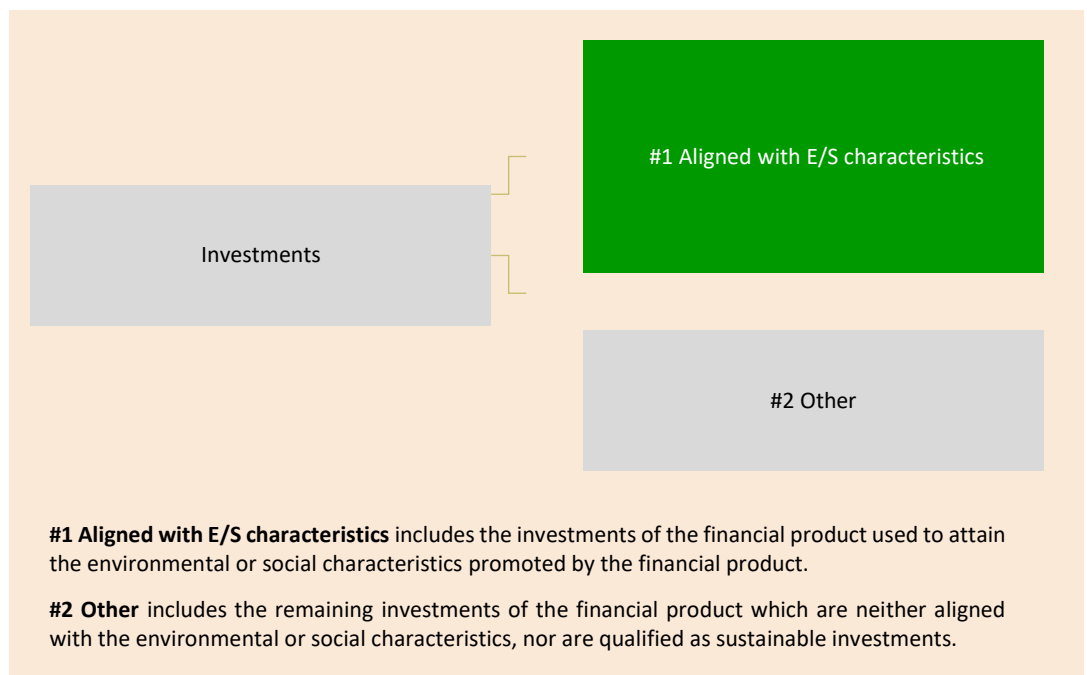 #1 Aligned with E/S characteristics
Investments
#2 Other
#1 Aligned with E/S characteristics includes the investments of the financial product used to attain
the environmental or social characteristics promoted by the financial product.
#2 Other includes the remaining investments of the financial product which are neither aligned
with the environmental or social characteristics, nor are qualified as sustainable investments.